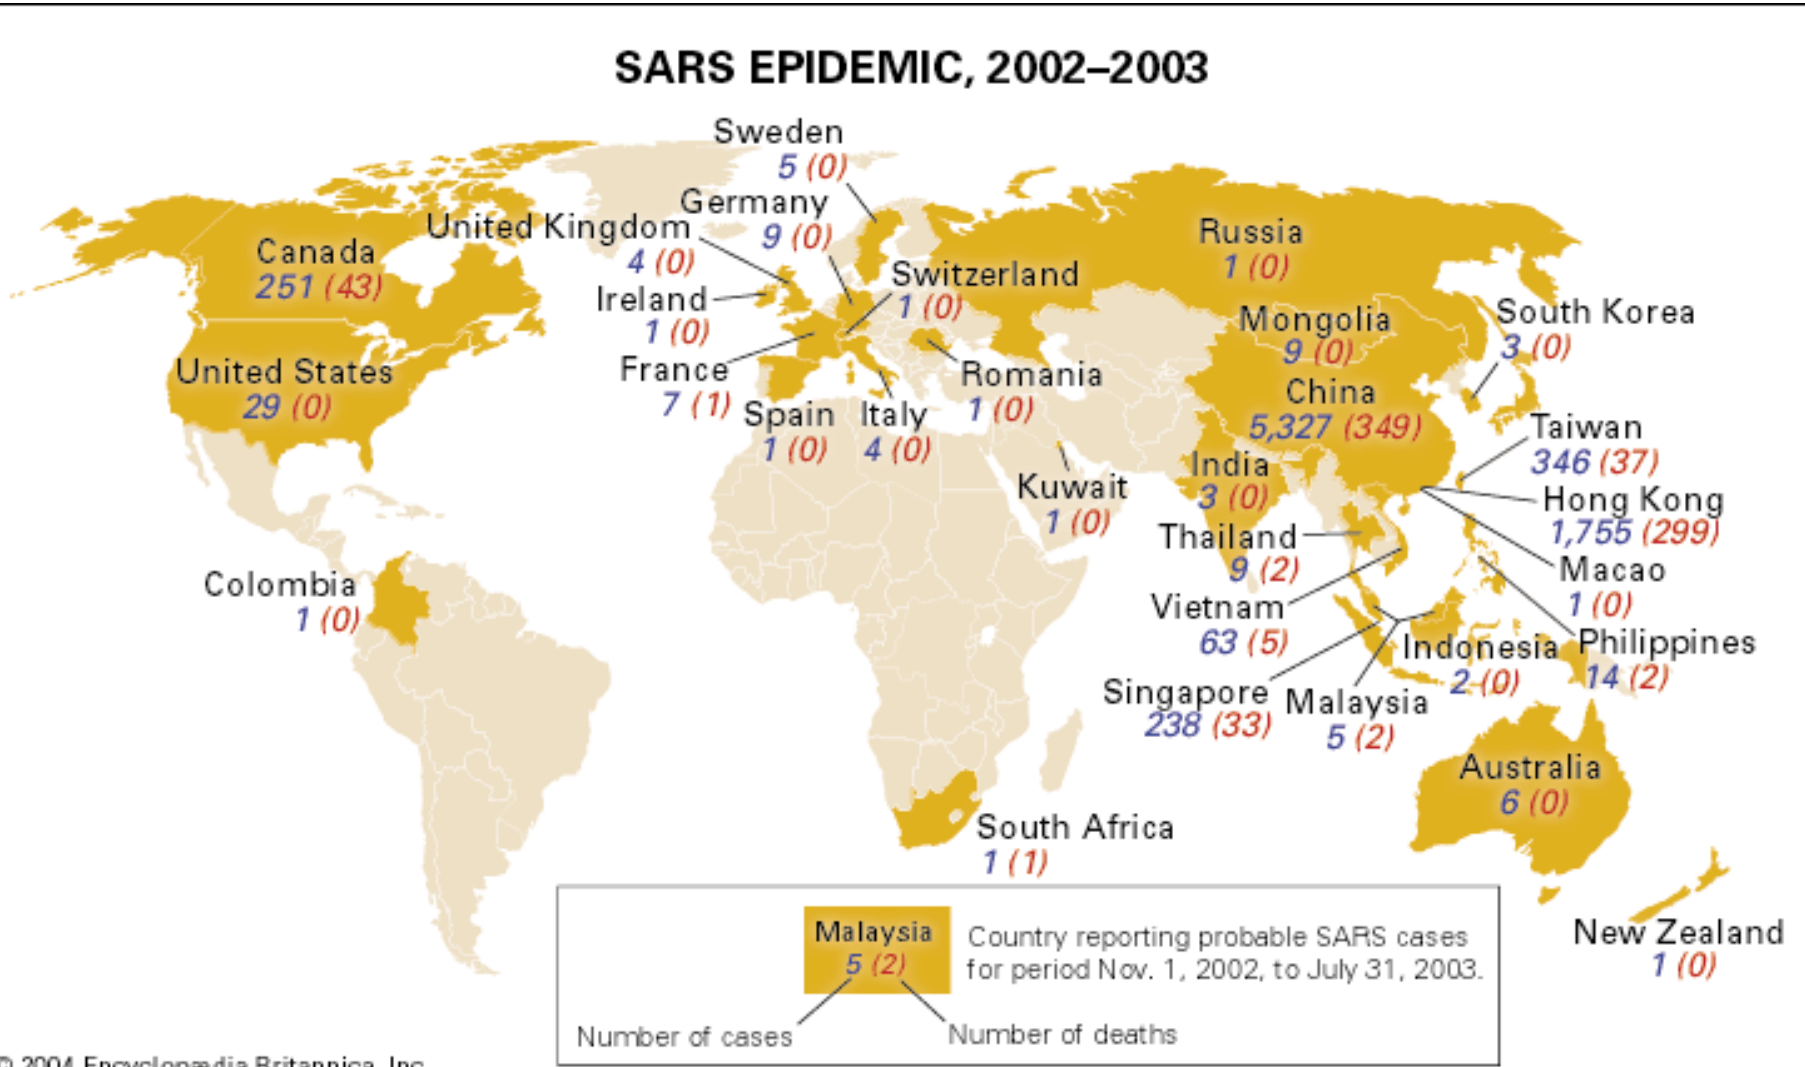 SARS EPIDEMIC, 2002–2003
Sweden
5 (0)
Germany
9 (0)
United Kingdom
4 (0)
Ireland
1 (0)
France
7 (1)
Spain
1 (0)
Italy
4 (0)
Switzerland
1 (0)
Romania
1 (0)
Kuwait
1 (0)
Canada
251 (43)
United States
29 (0)
Colombia
1 (0)
Russia
1 (0)
Mongolia
9 (0)
South Korea
3 (0)
China
5,327 (349)
Taiwan
346 (37)
Hong Kong
1,755 (299)
Macao
1 (0)
India
3 (0)
Thailand
9 (2)
Vietnam
63 (5)
Philippines
14 (2)
Indonesia
2 (0)
Singapore
238 (33)
Malaysia
5 (2)
Australia
6 (0)
South Africa
1 (1)
New Zealand
1 (0)
Malaysia
5 (2)
Country reporting probable SARS cases
for period Nov. 1, 2002, to July 31, 2003.
Number of cases
Number of deaths
© 2004 Encyclopædia Britannica, Inc.